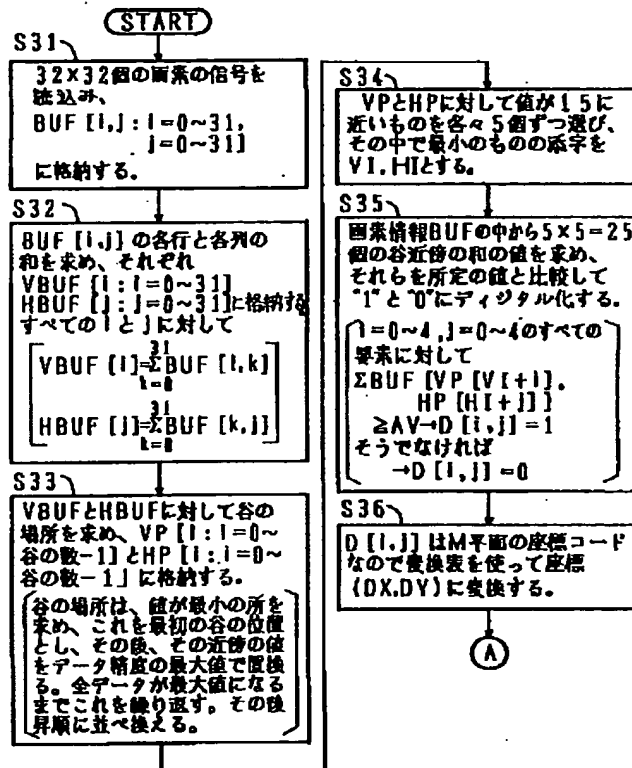 START
S31
32×32個の画素の信号を
読込み、
BUF [i,j : i=0~31,
j=0~31]
に格納する。
S32
BUF [i,j] の各行と各列の
和を求め、それぞれ
VBUF [i : i=0~31]
HBUF [j : j=0~31]に格納する
すべての i と j に対して
VBUF [i]=
31
Σ
k=0
BUF [i,k]
HBUF [j]=
31
Σ
k=0
BUF [k,j]
S33
VBUFとHBUFに対して谷の
場所を求め、VP [i : i=0~
谷の数-1] とHP [i : i=0~
谷の数-1」に格納する。
谷の場所は、値が最小の所を
求め、これを最初の谷の位置
とし、その後、その近傍の値
をデータ精度の最大値で置換
る。全データが最大値になる
までこれを繰り返す。その後
昇順に並べ換える。
S34
VPとHPに対して値が15に
近いものを各々5個ずつ選び、
その中で最小のものの添字を
VI.HIとする。
S35
画素情報BUFの中から5×5=25
個の谷近傍の和の値を求め、
それらを所定の値と比較して
"1"と"0"にディジタル化する。
i=0~4,j=0~4のすべての
要素に対して
ΣBUF [VP [VI+i].
HP [HI+j] ]
≧AV→D [i,j] =1
そうでなければ
→D [i,j] =0
S36
D [i,j] はM平面の座標コード
なので変換表を使って座標
(DX,DY)に変換する。
A